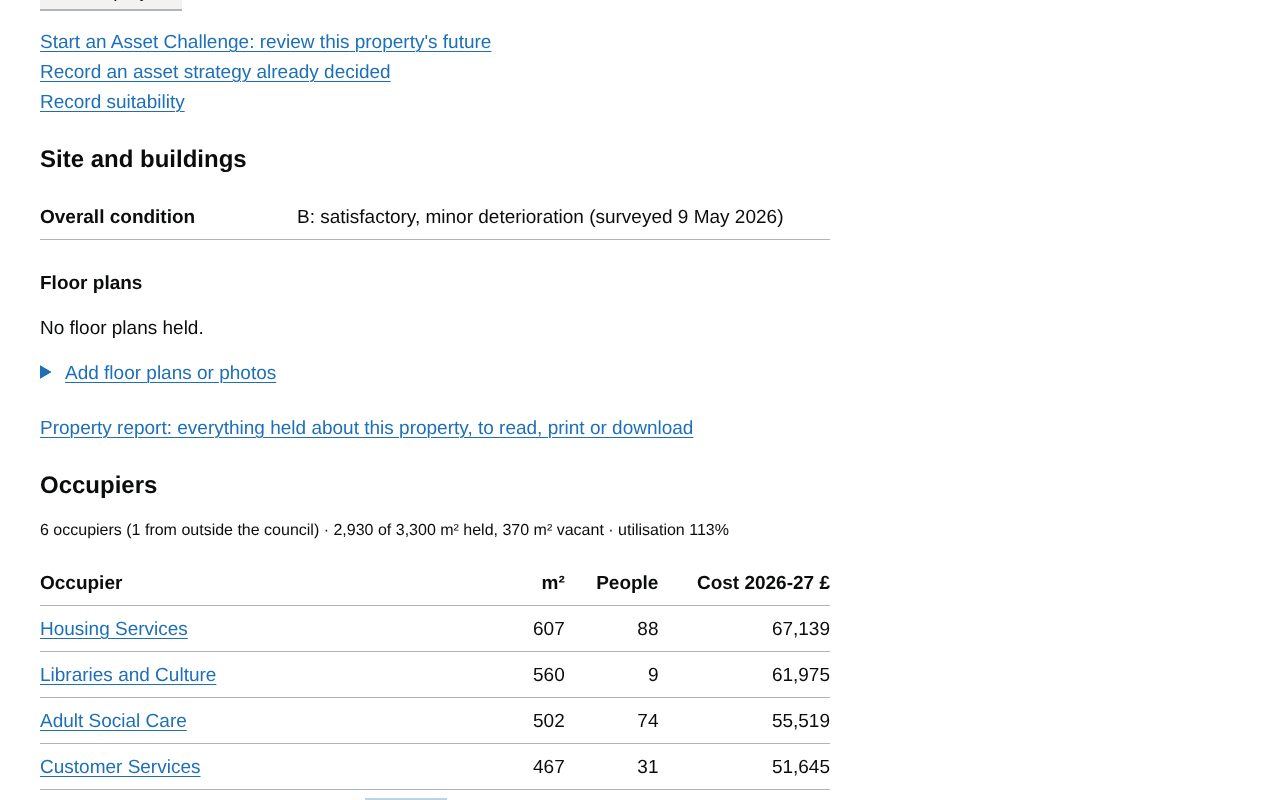 Start an Asset Challenge: review this property's future
Record an asset strategy already decided
Record suitability
Site and buildings
Overall condition B: satisfactory, minor deterioration (surveyed 9 May 2026)
Floor plans
No floor plans held.
Add floor plans or photos
Property report: everything held about this property, to read, print or download
Occupiers
6 occupiers (1 from outside the council) · 2,930 of 3,300 m² held, 370 m² vacant · utilisation 113%
Occupier m² People Cost 2026-27 £
Housing Services 607 88 67,139
Libraries and Culture 560 9 61,975
Adult Social Care 502 74 55,519
Customer Services 467 31 51,645